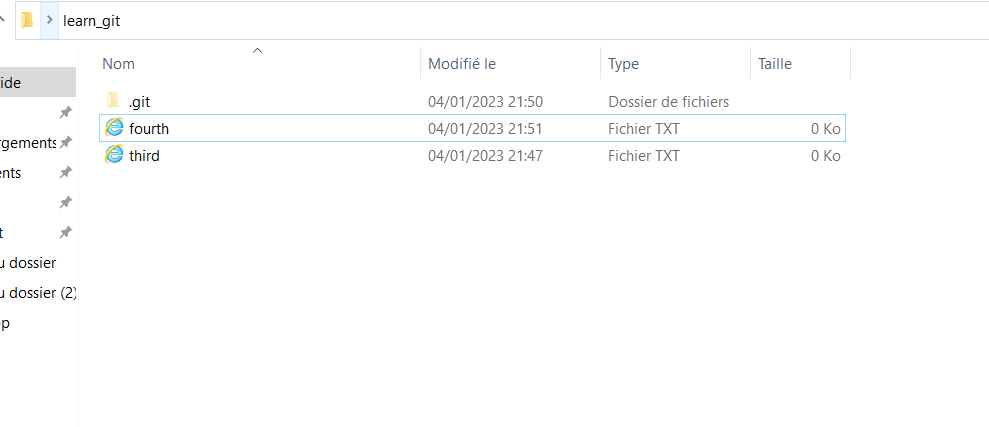 learn_git
Nom Modifié le Type Taille
.git 04/01/2023 21:50 Dossier de fichiers
fourth 04/01/2023 21:51 Fichier TXT 0 Ko
third 04/01/2023 21:47 Fichier TXT 0 Ko
ide
rgements
ents
t
u dossier
u dossier (2)
op